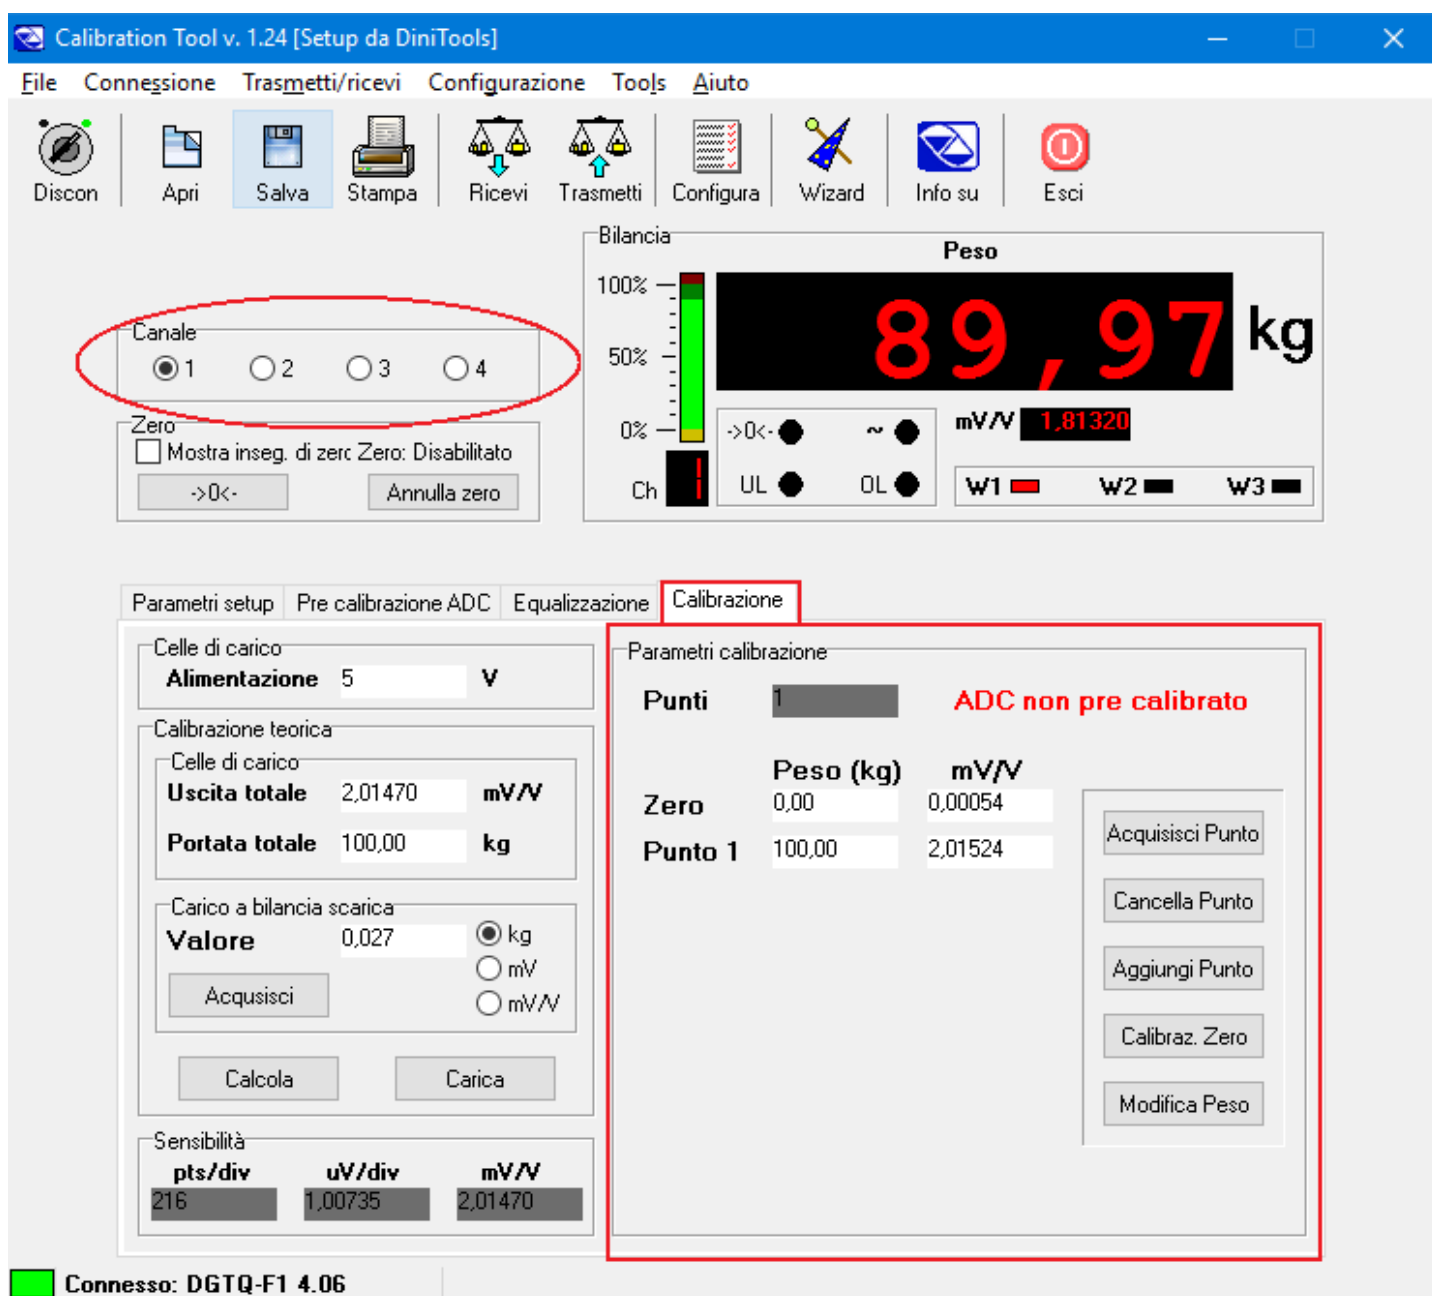 Calibration Tool v. 1.24 [Setup da DiniTools]
File Connessione Trasmetti/ricevi Configurazione Tools Aiuto
Discon Apri Salva Stampa Ricevi Trasmetti Configura Wizard Info su Esci
Bilancia
Peso
100%
89,97 kg
Canale
1 2 3 4
50%
Zero
Mostra inseg. di zerc Zero: Disabilitato
0%
->0<- ~ mV/V 1,81320
->0<- Annulla zero
Ch 1 UL OL W1 W2 W3
Parametri setup Pre calibrazione ADC Equalizzazione Calibrazione
Celle di carico
Alimentazione 5 V
Calibrazione teorica
Celle di carico
Uscita totale 2,01470 mV/V
Portata totale 100,00 kg
Carico a bilancia scarica
Valore 0,027 kg
mV
Acqusisci mV/V
Calcola Carica
Sensibilità
pts/div uV/div mV/V
216 1,00735 2,01470
Parametri calibrazione
Punti 1 ADC non pre calibrato
Peso (kg) mV/V
Zero 0,00 0,00054
Punto 1 100,00 2,01524
Acquisisci Punto
Cancella Punto
Aggiungi Punto
Calibraz. Zero
Modifica Peso
Connesso: DGTQ-F1 4.06